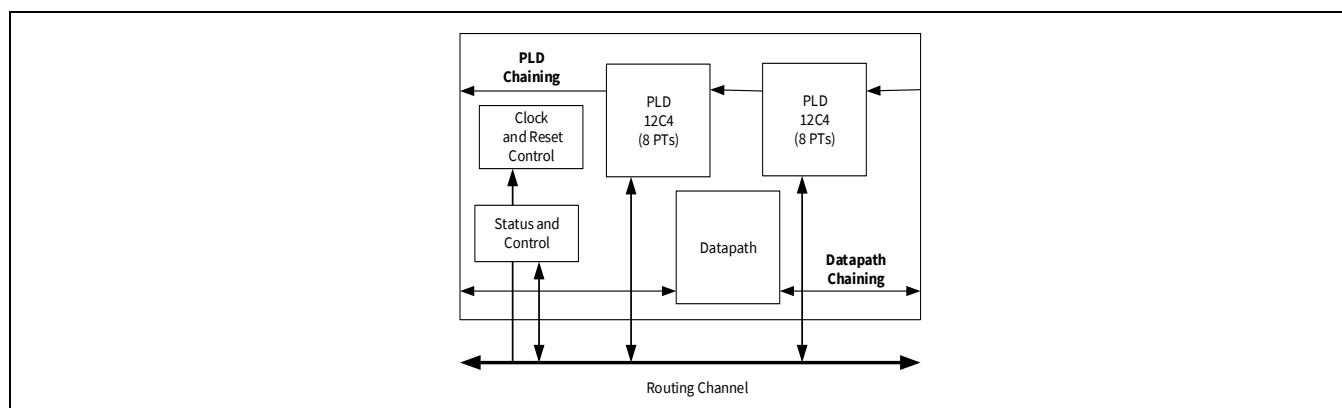 PLD
Chaining
PLD
12C4
(8 PTs)
PLD
12C4
(8 PTs)
Clock
and Reset
Control
Status and
Control
Datapath
Datapath
Chaining
Routing Channel